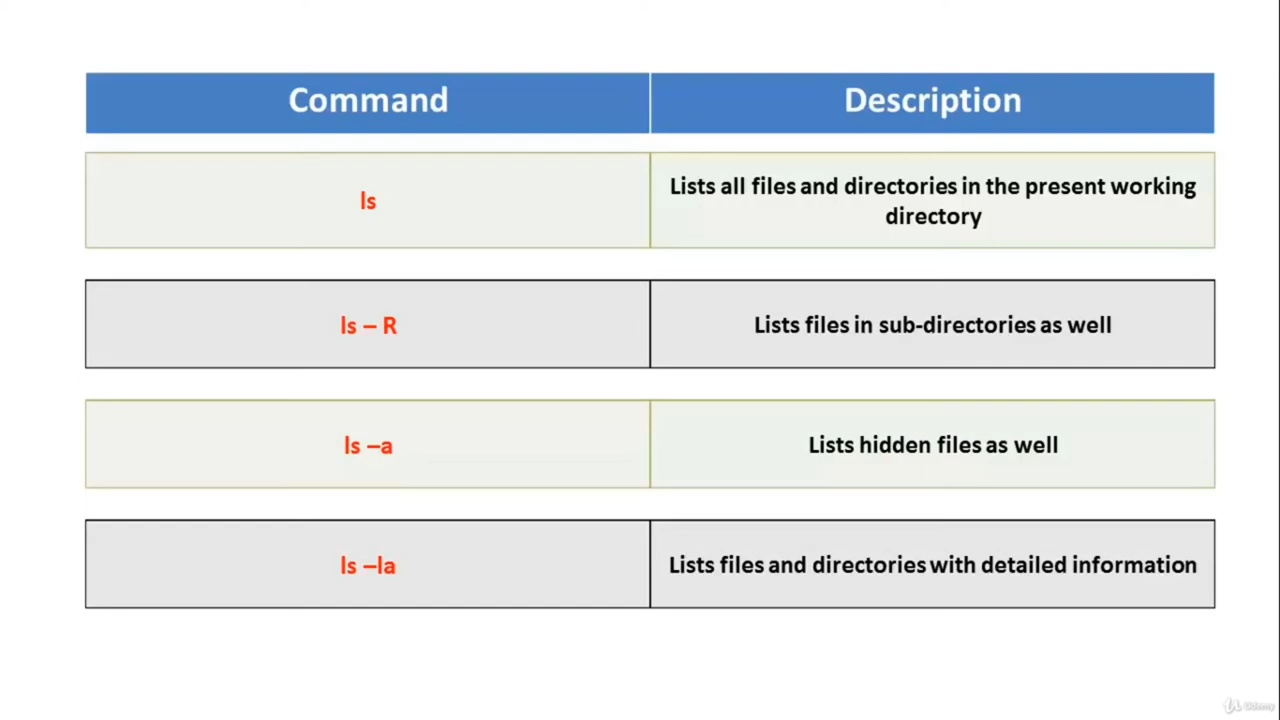 Command
Description
ls
Lists all files and directories in the present working
directory
ls – R
Lists files in sub-directories as well
ls –a
Lists hidden files as well
ls –la
Lists files and directories with detailed information
Udemy